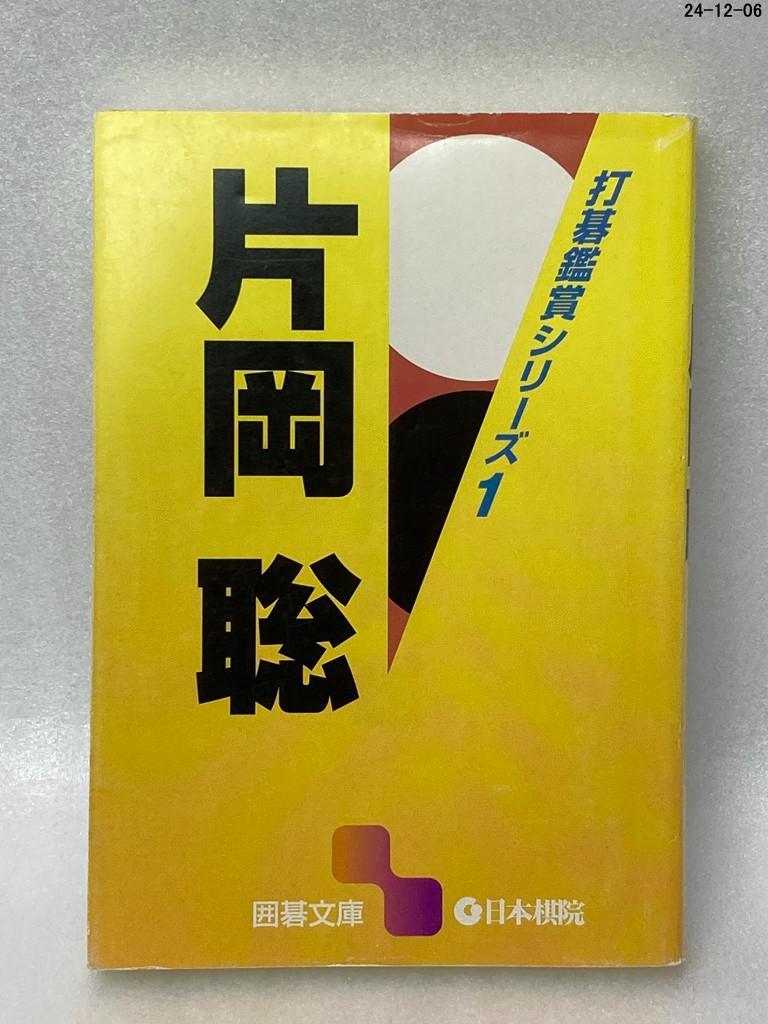 24-12-06
打碁鑑賞シリーズ1
片岡 聡
囲碁文庫
日本棋院